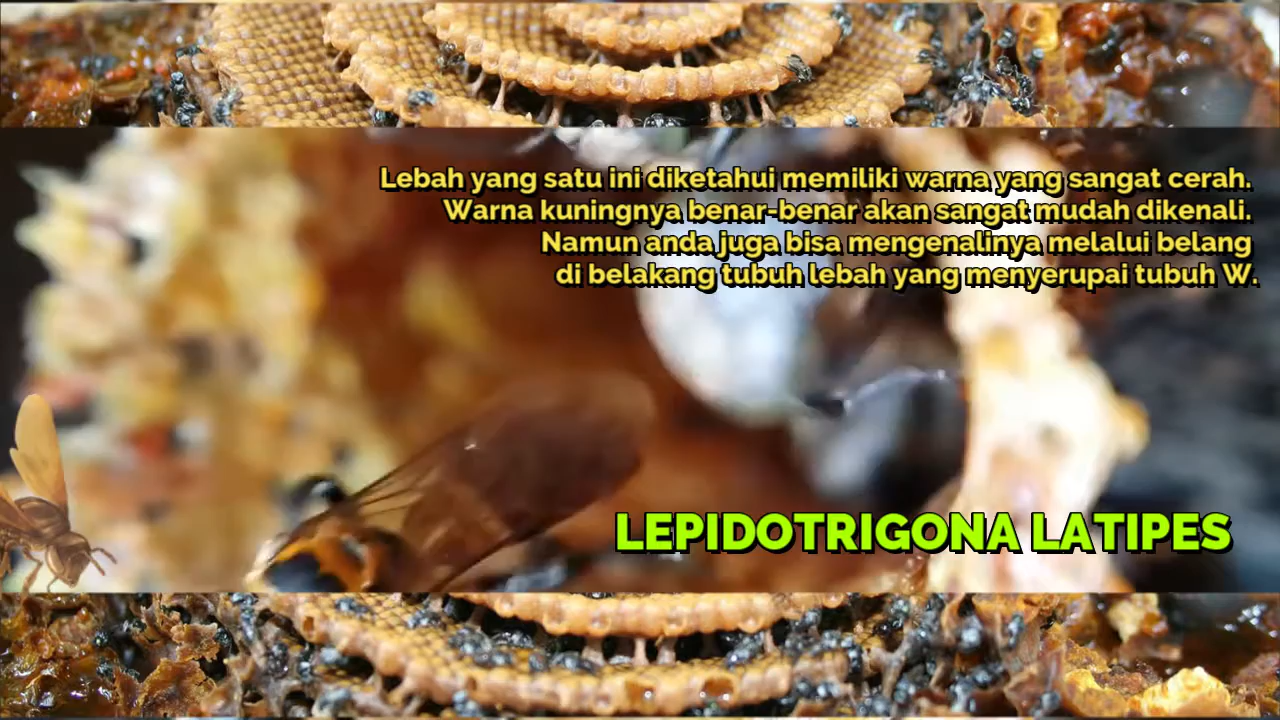 Lebah yang satu ini diketahui memiliki warna yang sangat cerah.
Warna kuningnya benar-benar akan sangat mudah dikenali.
Namun anda juga bisa mengenalinya melalui belang
di belakang tubuh lebah yang menyerupai tubuh W.
LEPIDOTRIGONA LATIPES